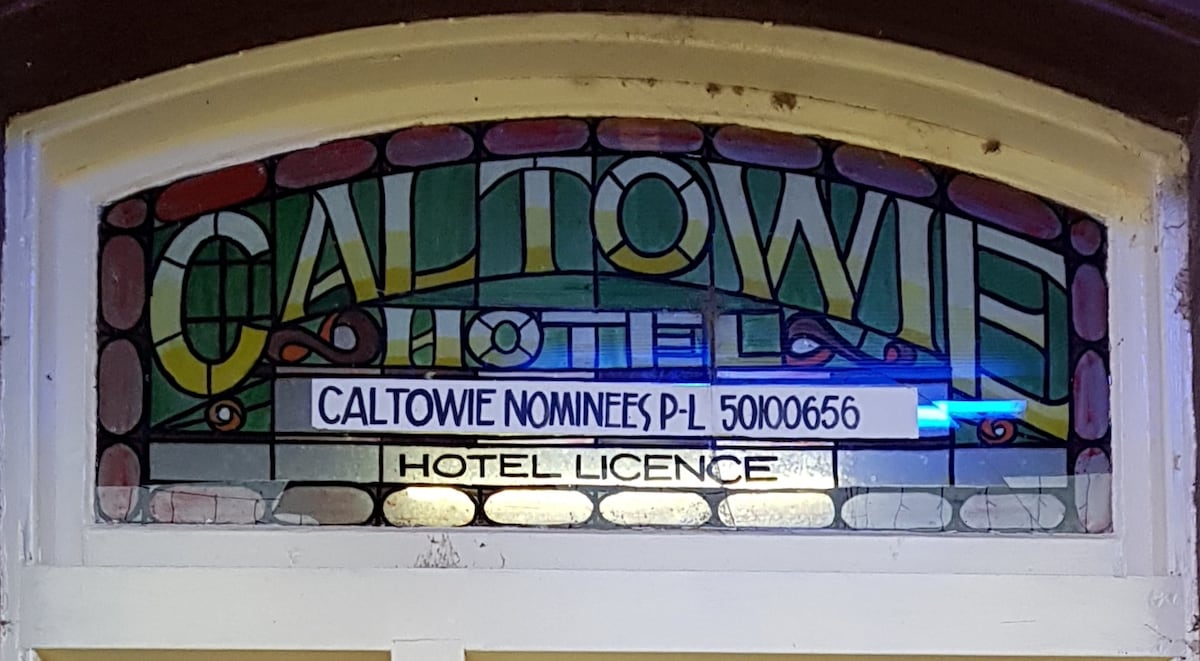 CALTOWIE
HOTEL
CALTOWIE NOMINEES P-L 50100656
HOTEL LICENCE